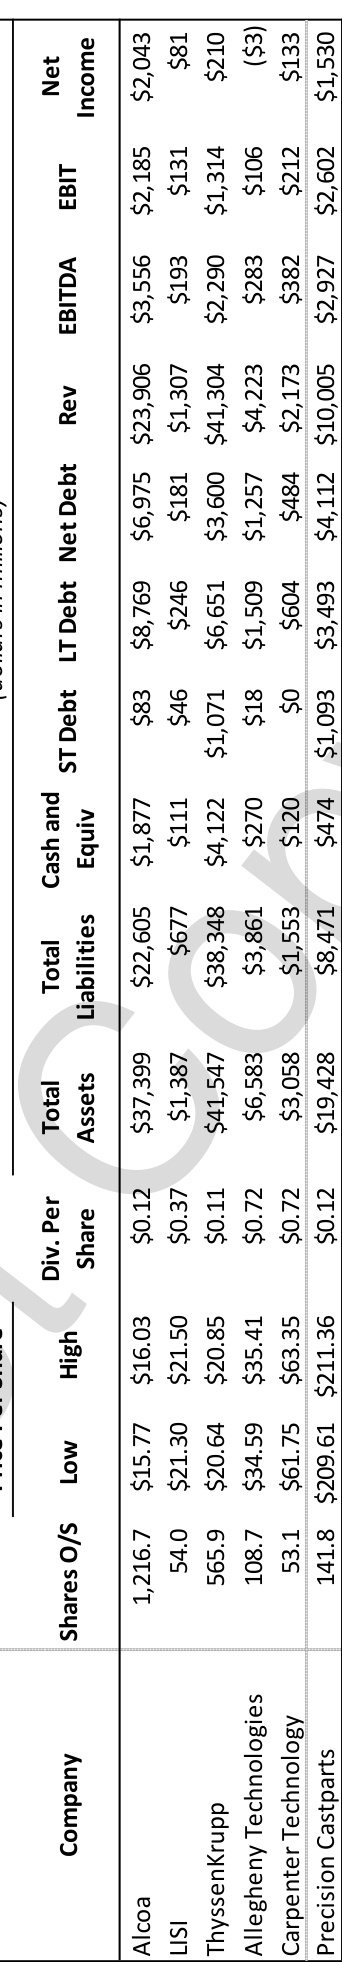 Company Shares O/S Low High Div. Per Share Total Assets Total Liabilities Cash and Equiv ST Debt LT Debt Net Debt Rev EBITDA EBIT Net Income
Alcoa 1,216.7 $15.77 $16.03 $0.12 $37,399 $22,605 $1,877 $83 $8,769 $6,975 $23,906 $3,556 $2,185 $2,043
LISI 54.0 $21.30 $21.50 $0.37 $1,387 $677 $111 $46 $246 $181 $1,307 $193 $131 $81
ThyssenKrupp 565.9 $20.64 $20.85 $0.11 $41,547 $38,348 $4,122 $1,071 $6,651 $3,600 $41,304 $2,290 $1,314 $210
Allegheny Technologies 108.7 $34.59 $35.41 $0.72 $6,583 $3,861 $270 $18 $1,509 $1,257 $4,223 $283 $106 ($3)
Carpenter Technology 53.1 $61.75 $63.35 $0.72 $3,058 $1,553 $120 $0 $604 $484 $2,173 $382 $212 $133
Precision Castparts 141.8 $209.61 $211.36 $0.12 $19,428 $8,471 $474 $1,093 $3,493 $4,112 $10,005 $2,927 $2,602 $1,530